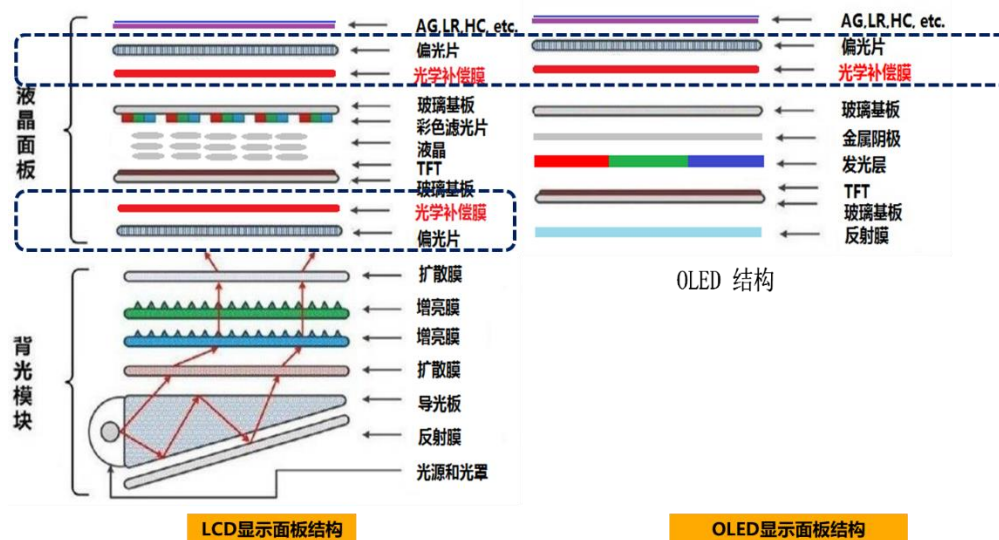 液晶面板
AG,LR,HC, etc.
偏光片
光学补偿膜
玻璃基板
彩色滤光片
液晶
TFT
玻璃基板
光学补偿膜
偏光片
背光模块
扩散膜
增亮膜
增亮膜
扩散膜
导光板
反射膜
光源和光罩
LCD显示面板结构
AG,LR,HC, etc.
偏光片
光学补偿膜
玻璃基板
金属阴极
发光层
TFT
玻璃基板
反射膜
OLED 结构
OLED显示面板结构